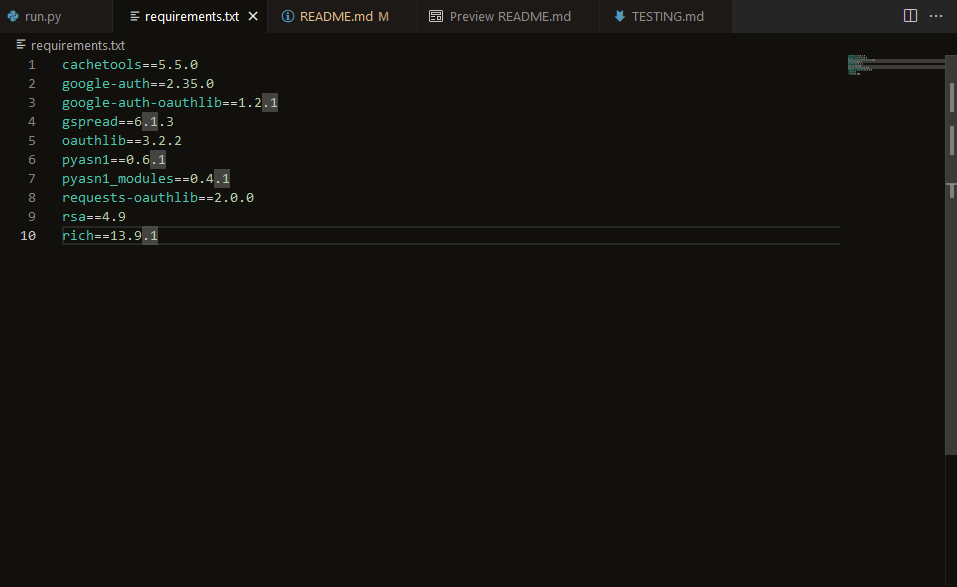 run.py requirements.txt README.md M Preview README.md TESTING.md
requirements.txt
1 cachetools==5.5.0
2 google-auth==2.35.0
3 google-auth-oauthlib==1.2.1
4 gspread==6.1.3
5 oauthlib==3.2.2
6 pyasn1==0.6.1
7 pyasn1_modules==0.4.1
8 requests-oauthlib==2.0.0
9 rsa==4.9
10 rich==13.9.1